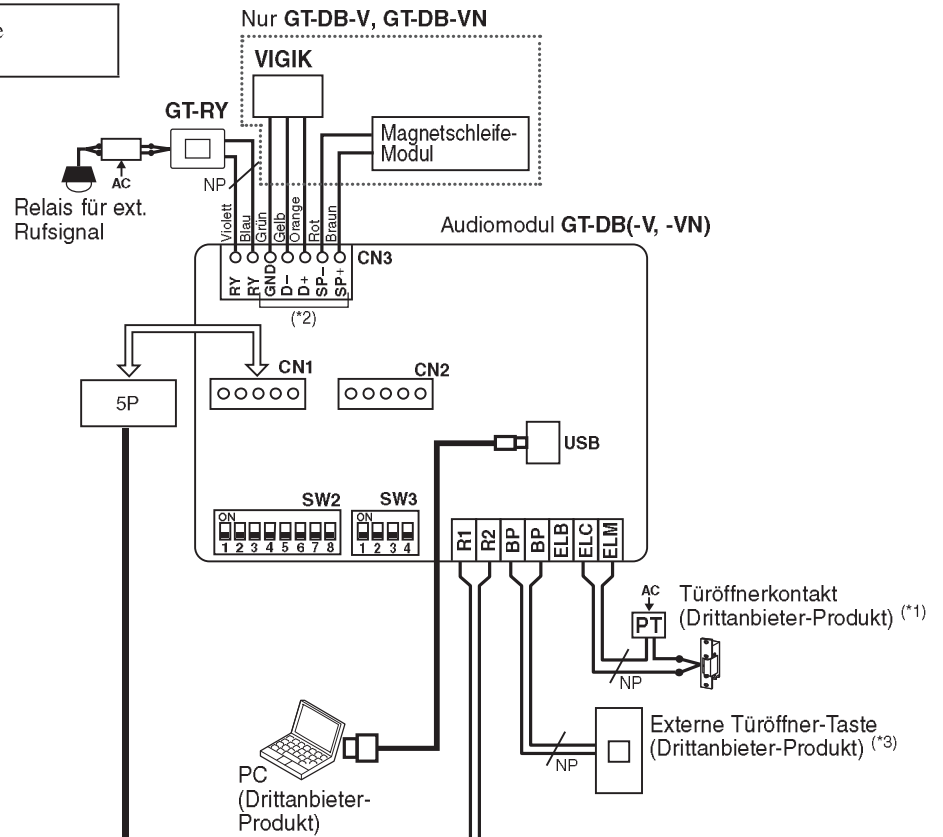 e
Nur GT-DB-V, GT-DB-VN
VIGIK
GT-RY
Magnetschleife-
Modul
AC
NP
Relais für ext.
Rufsignal
Violett
Blau
Grün
Gelb
Orange
Rot
Braun
Audiomodul GT-DB(-V, -VN)
CN3
RY
RY
GND
D−
D+
SP−
SP+
(*2)
CN1
CN2
5P
USB
SW2
SW3
ON
1 2 3 4 5 6 7 8
ON
1 2 3 4
R1
R2
BP
BP
ELB
ELC
ELM
AC
PT
Türöffnerkontakt
(Drittanbieter-Produkt) (*1)
NP
Externe Türöffner-Taste
(Drittanbieter-Produkt) (*3)
NP
PC
(Drittanbieter-
Produkt)